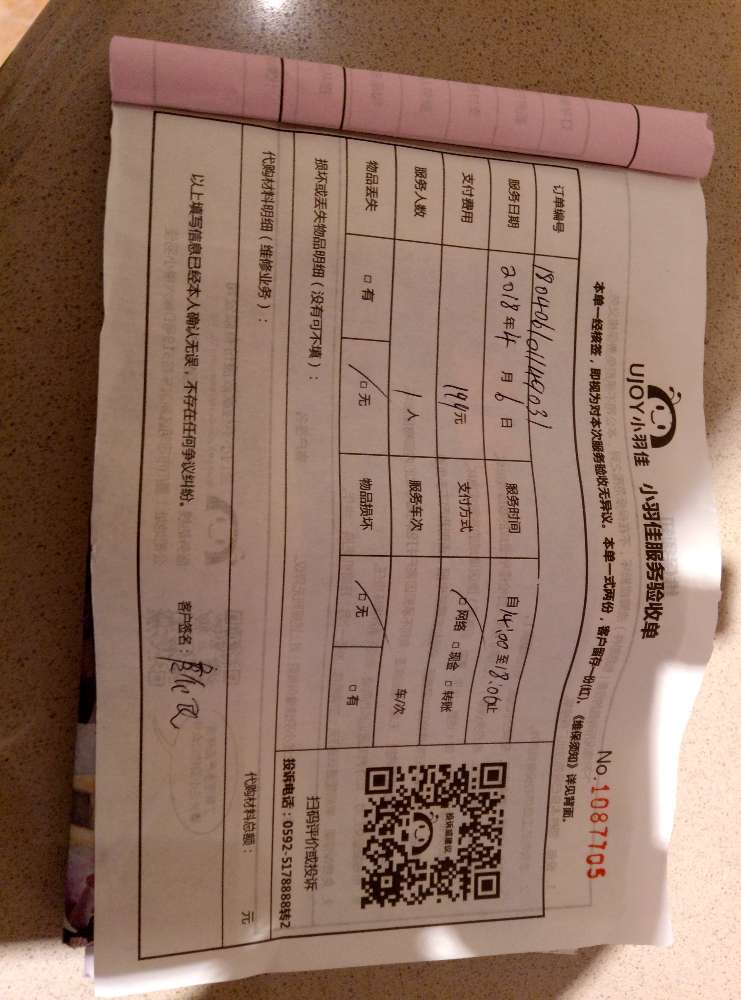 UJOY小羽佳 小羽佳服务验收单
No.1087705
本单一经核签，即视为对本次服务验收无异议。本单一式两份，客户留存一份(红)，《维保须知》详见背面。
订单编号 180406101149031
服务日期 2018年4月6日 服务时间 自14:00至18:00止
支付费用 199元 支付方式 □网络 □现金 □转账
服务人数 1人 服务车次 车/次
物品丢失 □有 □无 物品损坏 □无 □有
投诉或建议
扫码评价或投诉
投诉电话：0592-5178888转2
损坏或丢失物品明细（没有可不填）：
代购材料明细（维修业务）： 代购材料总额： 元
以上填写信息已经本人确认无误，不存在任何争议纠纷。 客户签名：